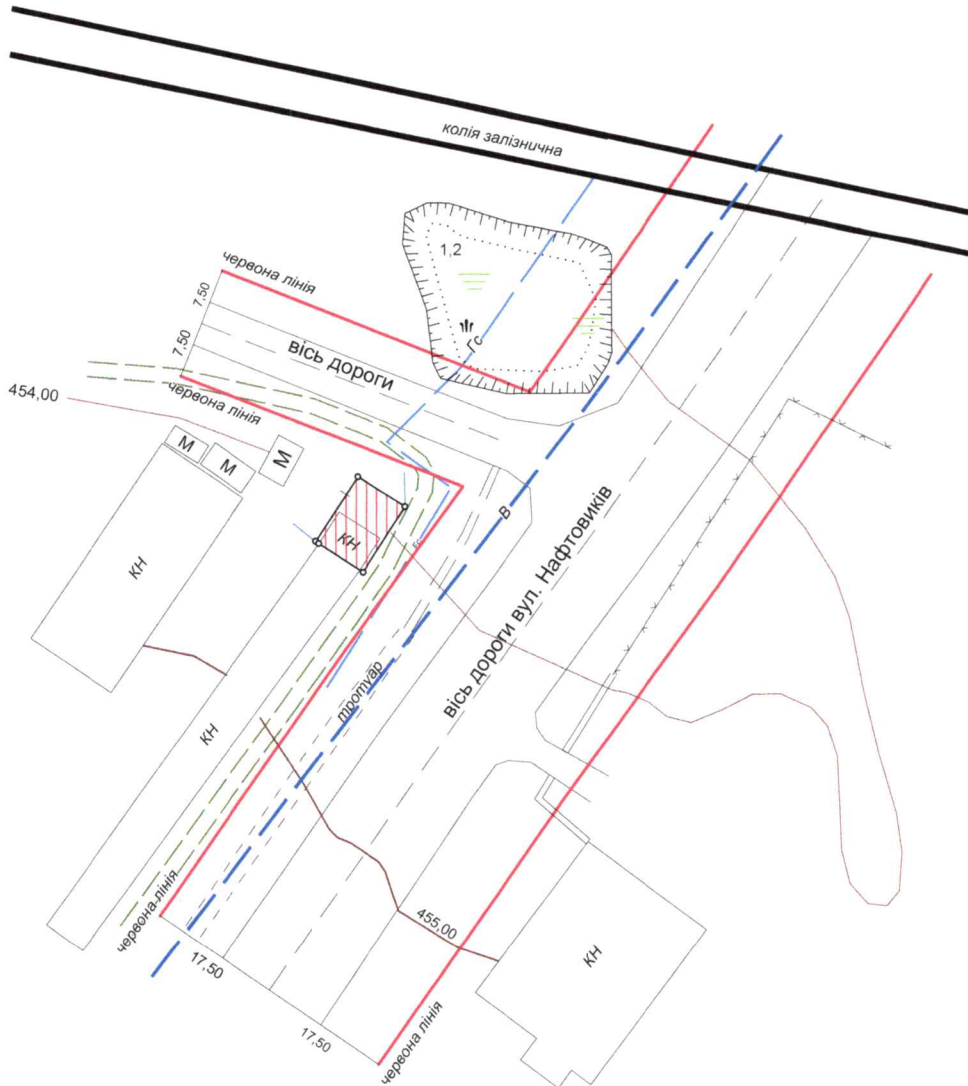 колія залізнична
1,2
червона лінія
7,50
Гс
7,50
вісь дороги
червона лінія
454,00
М
М
М
КН
КН
В
Гс
вісь дороги вул. Нафтовиків
тротуар
КН
червона лінія
455,00
17,50
КН
17,50
червона лінія